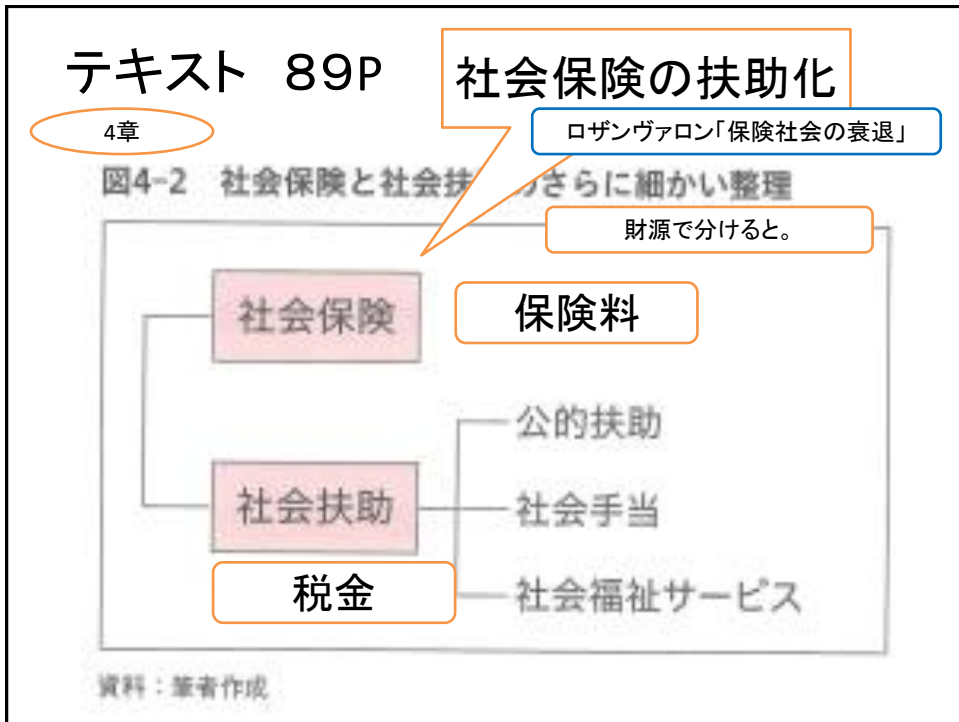 テキスト　８９P
社会保険の扶助化
4章
ロザンヴァロン「保険社会の衰退」
図4-2　社会保険と社会扶のさらに細かい整理
財源で分けると。
社会保険
保険料
公的扶助
社会扶助
社会手当
税金
社会福祉サービス
資料：筆者作成